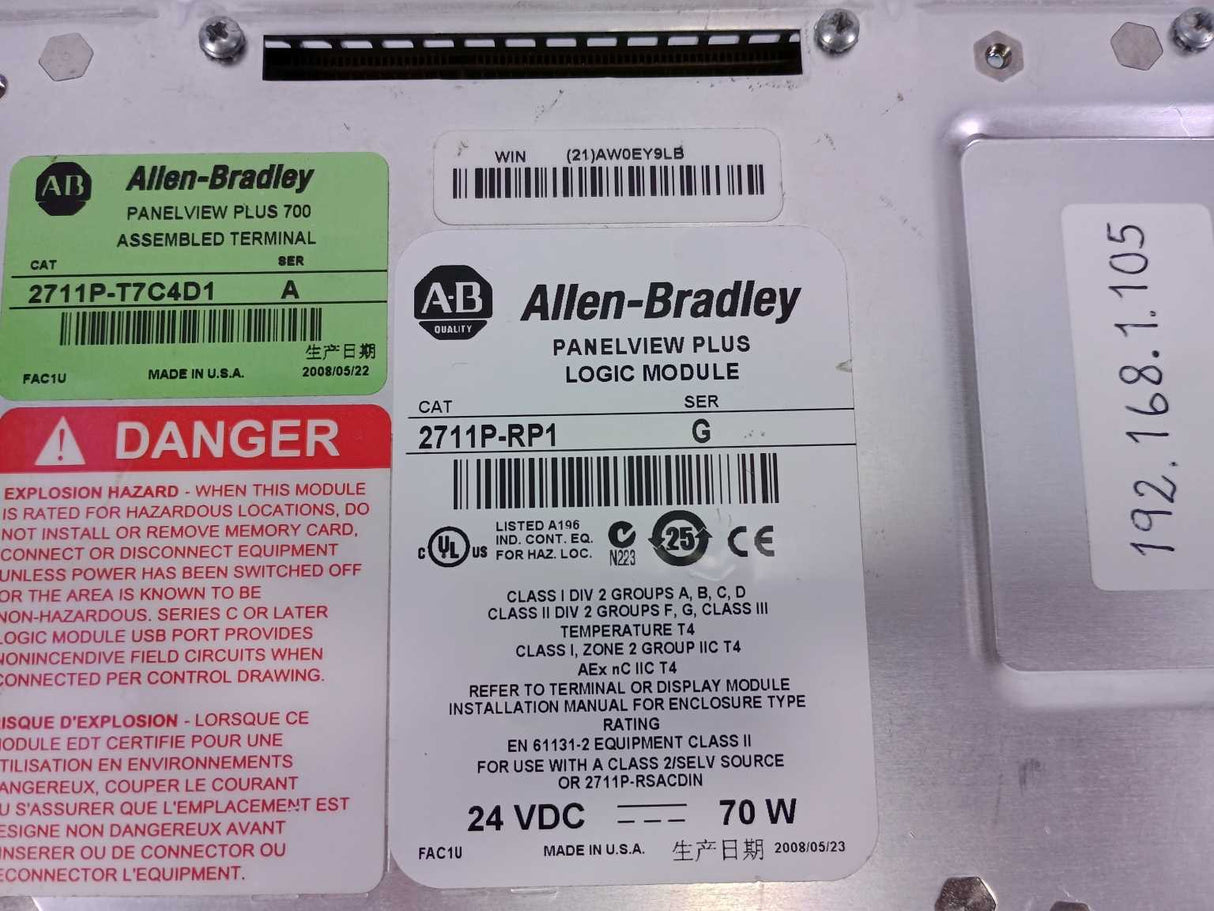 WIN (21)AW0EY9LB
AB Allen-Bradley
PANELVIEW PLUS 700
ASSEMBLED TERMINAL
CAT SER
2711P-T7C4D1 A
生产日期
FAC1U MADE IN U.S.A. 2008/05/22
DANGER
EXPLOSION HAZARD - WHEN THIS MODULE
IS RATED FOR HAZARDOUS LOCATIONS, DO
NOT INSTALL OR REMOVE MEMORY CARD,
CONNECT OR DISCONNECT EQUIPMENT
UNLESS POWER HAS BEEN SWITCHED OFF
OR THE AREA IS KNOWN TO BE
NON-HAZARDOUS. SERIES C OR LATER
LOGIC MODULE USB PORT PROVIDES
NONINCENDIVE FIELD CIRCUITS WHEN
CONNECTED PER CONTROL DRAWING.
RISQUE D'EXPLOSION - LORSQUE CE
MODULE EDT CERTIFIE POUR UNE
UTILISATION EN ENVIRONNEMENTS
DANGEREUX, COUPER LE COURANT
OU S'ASSURER QUE L'EMPLACEMENT EST
DESIGNE NON DANGEREUX AVANT
INSERER OU DE CONNECTOR OU
DECONNECTOR L'EQUIPMENT.
A-B QUALITY Allen-Bradley
PANELVIEW PLUS
LOGIC MODULE
CAT SER
2711P-RP1 G
C UL US LISTED A196
IND. CONT. EQ.
FOR HAZ. LOC.
N223 25 CE
CLASS I DIV 2 GROUPS A, B, C, D
CLASS II DIV 2 GROUPS F, G, CLASS III
TEMPERATURE T4
CLASS I, ZONE 2 GROUP IIC T4
AEx nC IIC T4
REFER TO TERMINAL OR DISPLAY MODULE
INSTALLATION MANUAL FOR ENCLOSURE TYPE
RATING
EN 61131-2 EQUIPMENT CLASS II
FOR USE WITH A CLASS 2/SELV SOURCE
OR 2711P-RSACDIN
24 VDC 70 W
FAC1U MADE IN U.S.A. 生产日期 2008/05/23
192.168.1.105